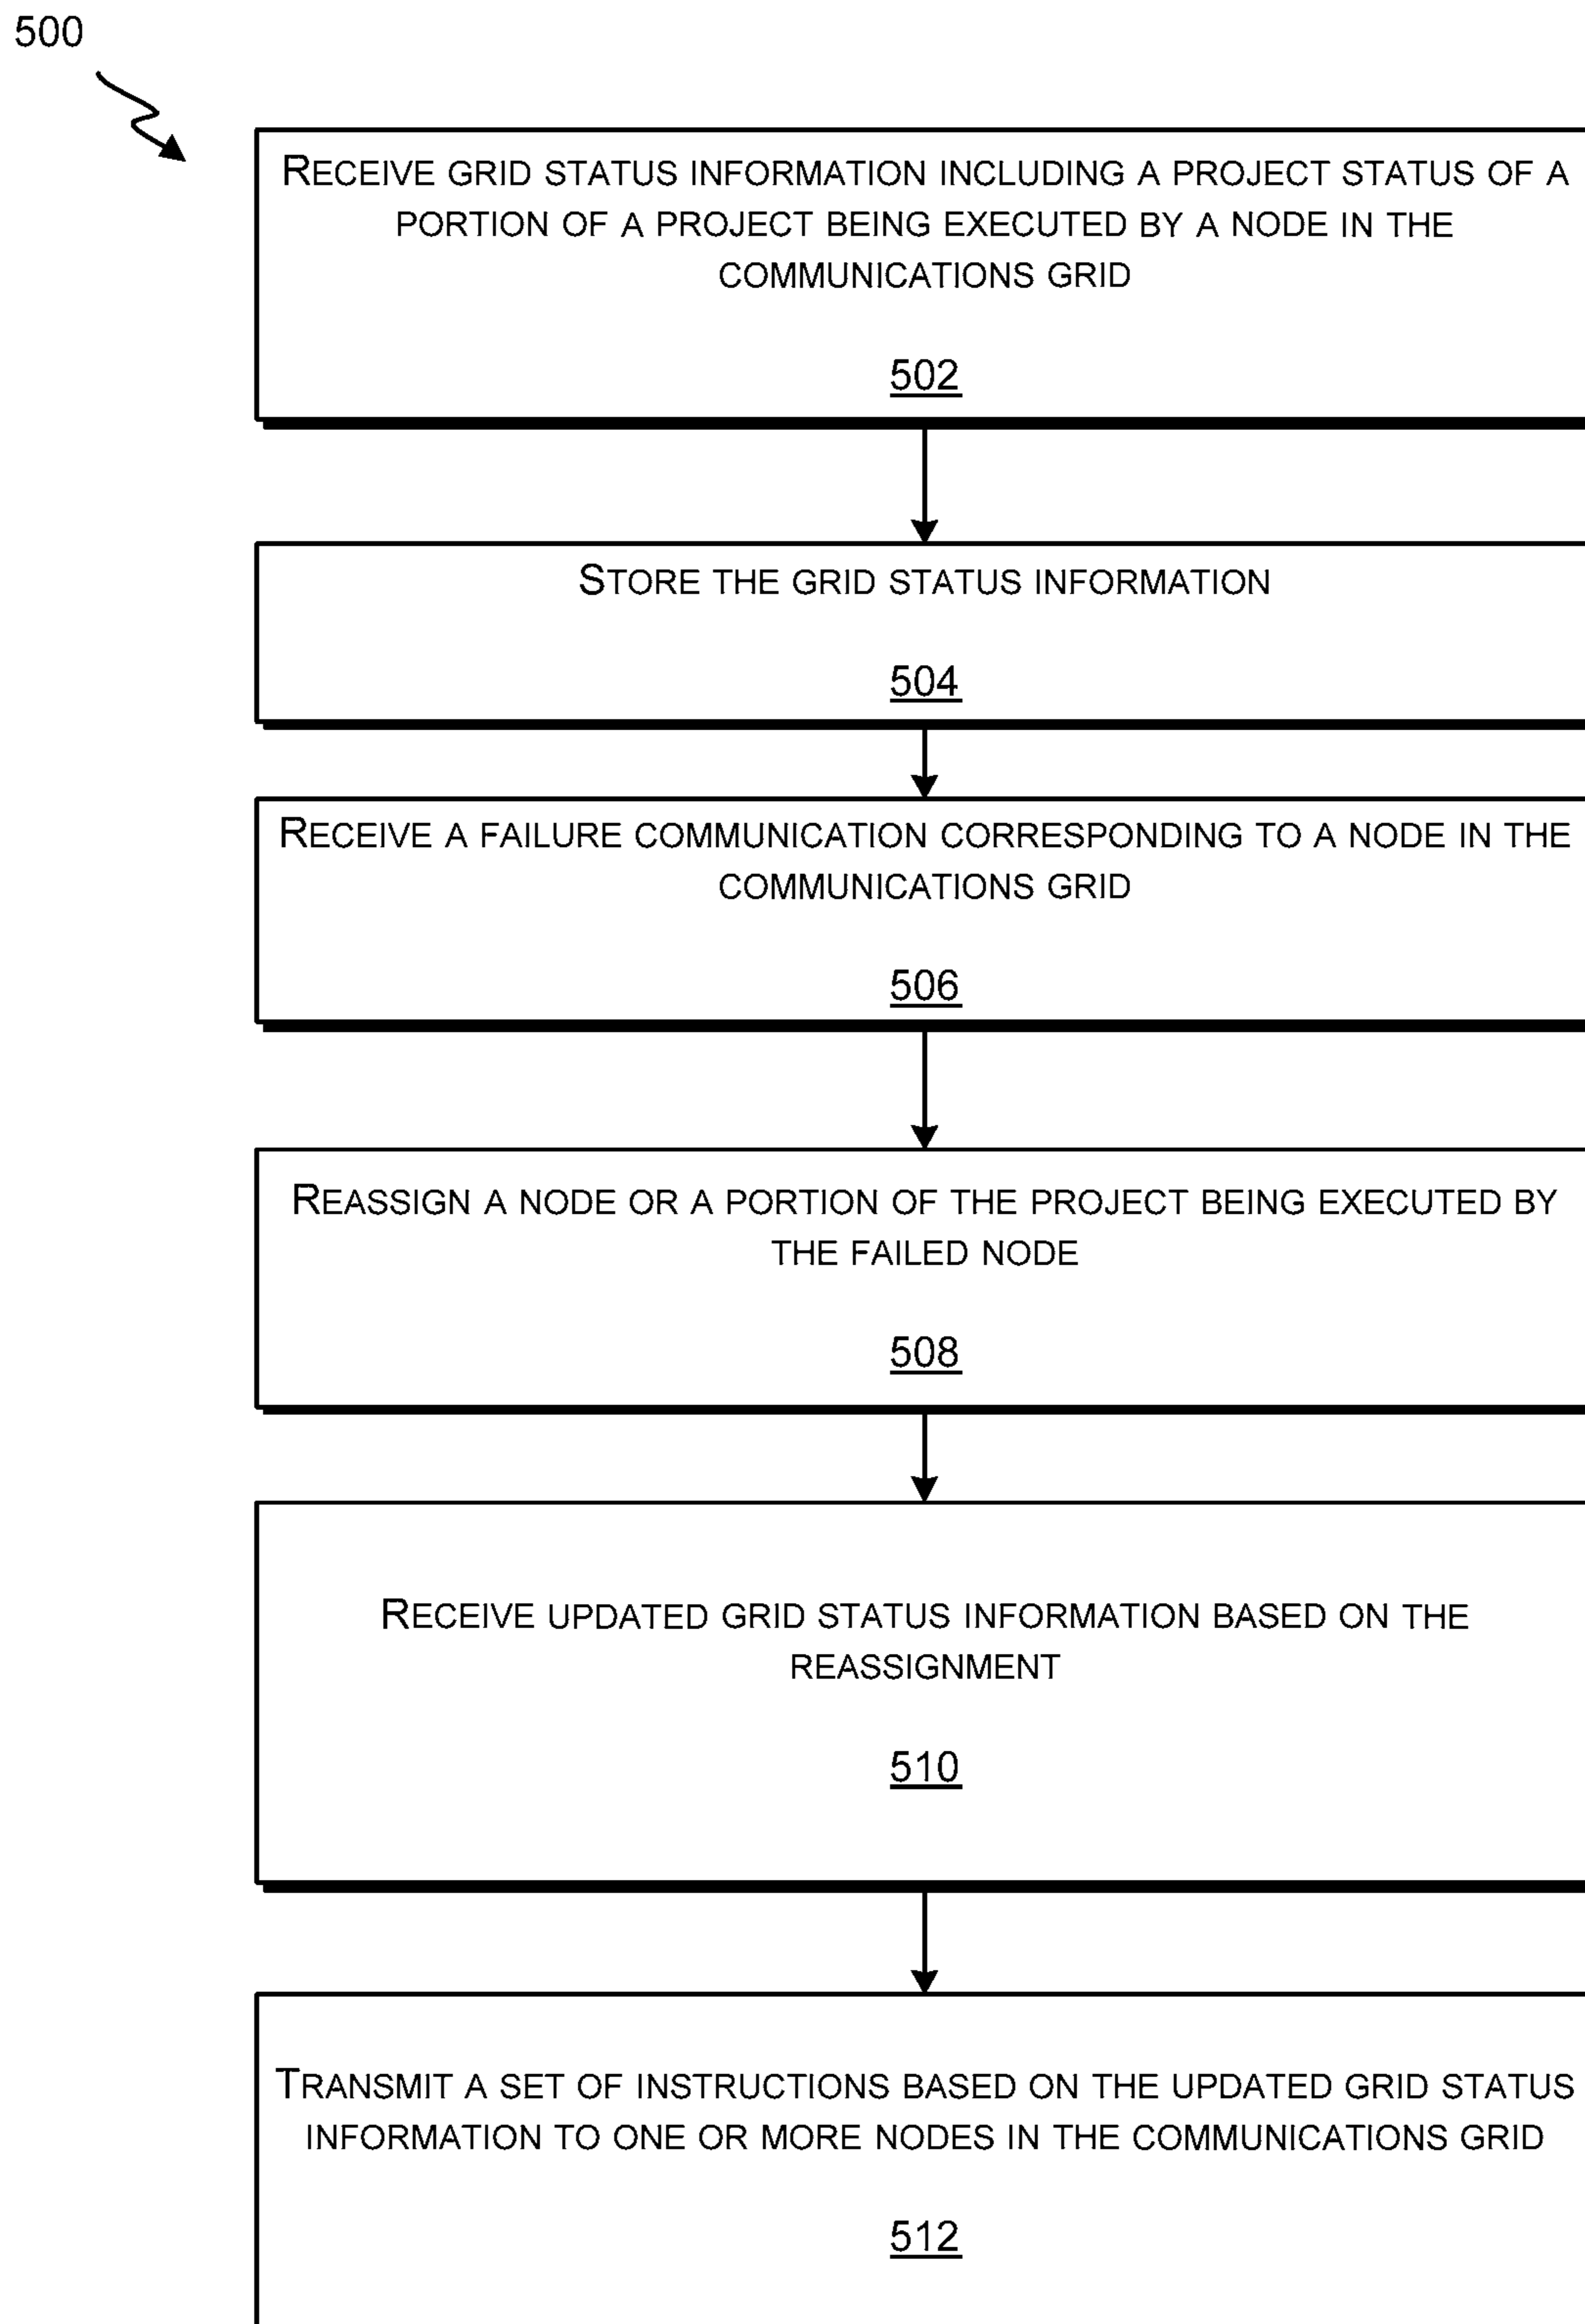 500
RECEIVE GRID STATUS INFORMATION INCLUDING A PROJECT STATUS OF A
PORTION OF A PROJECT BEING EXECUTED BY A NODE IN THE
COMMUNICATIONS GRID
502
STORE THE GRID STATUS INFORMATION
504
RECEIVE A FAILURE COMMUNICATION CORRESPONDING TO A NODE IN THE
COMMUNICATIONS GRID
506
REASSIGN A NODE OR A PORTION OF THE PROJECT BEING EXECUTED BY
THE FAILED NODE
508
RECEIVE UPDATED GRID STATUS INFORMATION BASED ON THE
REASSIGNMENT
510
TRANSMIT A SET OF INSTRUCTIONS BASED ON THE UPDATED GRID STATUS
INFORMATION TO ONE OR MORE NODES IN THE COMMUNICATIONS GRID
512